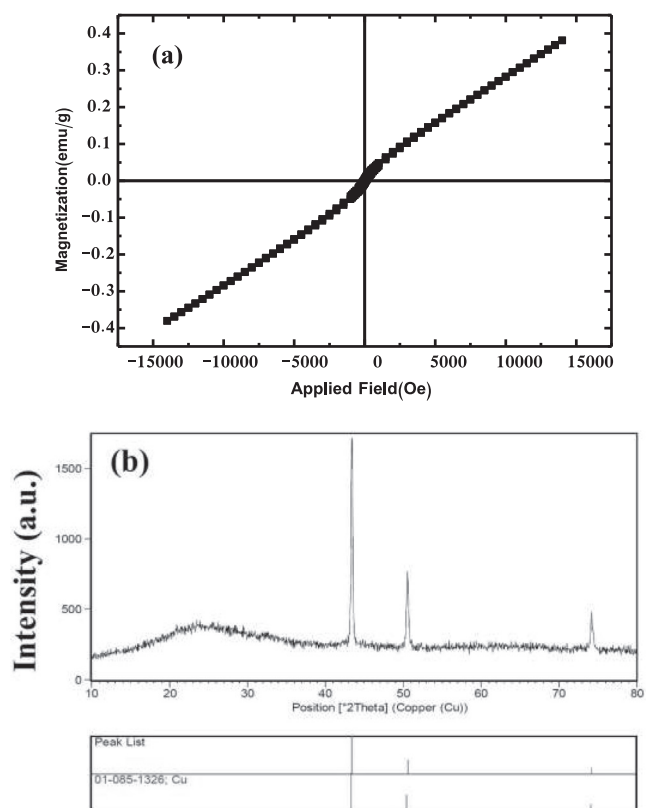 (a)
0.4
0.3
0.2
0.1
0.0
−0.1
−0.2
−0.3
−0.4
Magnetization(emu/g)
−15000 −10000 −5000 0 5000 10000 15000
Applied Field(Oe)
(b)
Intensity (a.u.)
1500
1000
500
0
10 20 30 40 50 60 70 80
Position [°2Theta] (Copper (Cu))
Peak List
01-085-1326; Cu